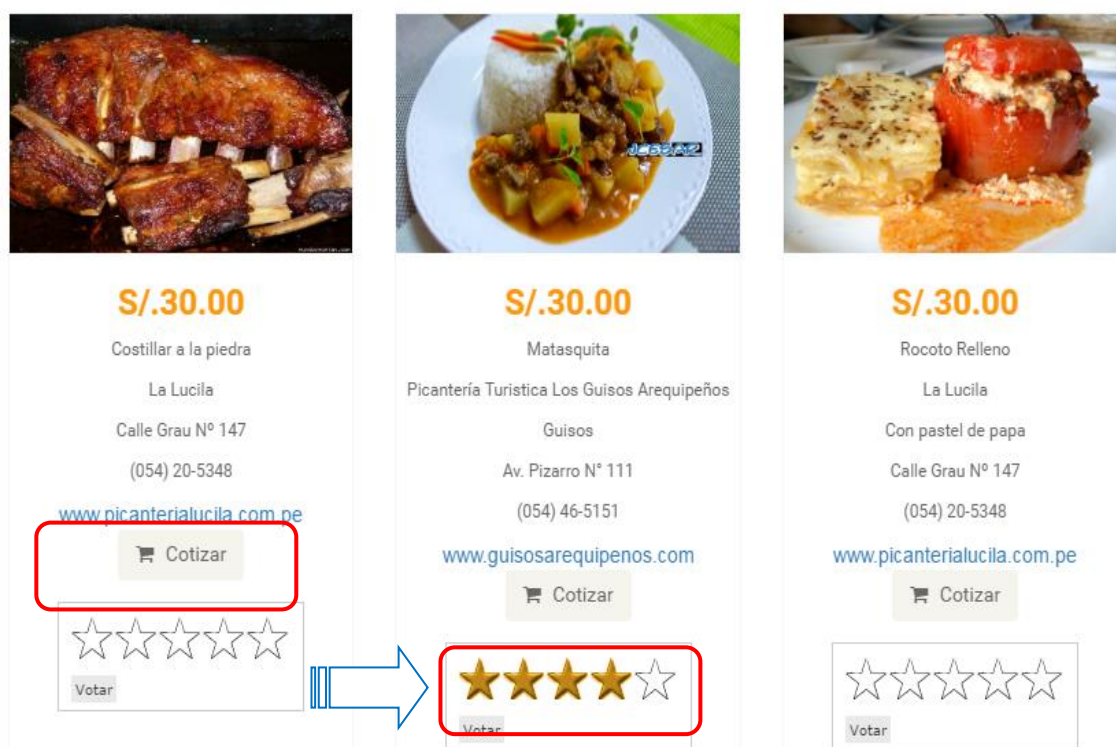 JCBSAR
S/.30.00
Costillar a la piedra
La Lucila
Calle Grau Nº 147
(054) 20-5348
www.picanterialucila.com.pe
Cotizar
Votar
S/.30.00
Matasquita
Picantería Turistica Los Guisos Arequipeños
Guisos
Av. Pizarro N° 111
(054) 46-5151
www.guisosarequipenos.com
Cotizar
Votar
S/.30.00
Rocoto Relleno
La Lucila
Con pastel de papa
Calle Grau Nº 147
(054) 20-5348
www.picanterialucila.com.pe
Cotizar
Votar